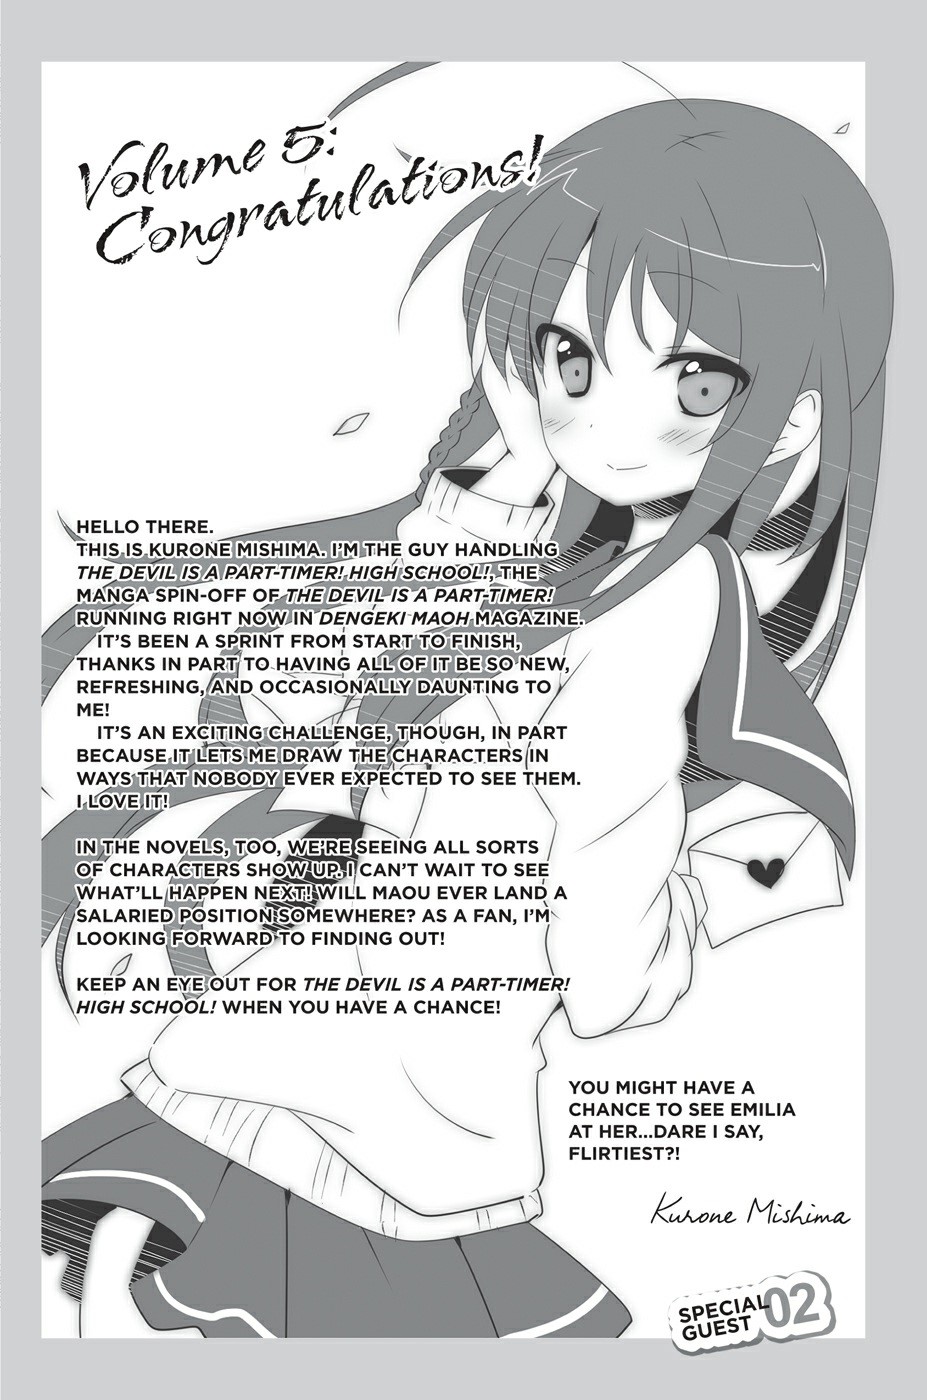 Volume 5:
Congratulations!
HELLO THERE.
THIS IS KURONE MISHIMA. I'M THE GUY HANDLING
THE DEVIL IS A PART-TIMER! HIGH SCHOOL!, THE
MANGA SPIN-OFF OF THE DEVIL IS A PART-TIMER!
RUNNING RIGHT NOW IN DENGEKI MAOH MAGAZINE.
IT'S BEEN A SPRINT FROM START TO FINISH,
THANKS IN PART TO HAVING ALL OF IT BE SO NEW,
REFRESHING, AND OCCASIONALLY DAUNTING TO
ME!
IT'S AN EXCITING CHALLENGE, THOUGH, IN PART
BECAUSE IT LETS ME DRAW THE CHARACTERS IN
WAYS THAT NOBODY EVER EXPECTED TO SEE THEM.
I LOVE IT!
IN THE NOVELS, TOO, WE'RE SEEING ALL SORTS
OF CHARACTERS SHOW UP. I CAN'T WAIT TO SEE
WHAT'LL HAPPEN NEXT! WILL MAOU EVER LAND A
SALARIED POSITION SOMEWHERE? AS A FAN, I'M
LOOKING FORWARD TO FINDING OUT!
KEEP AN EYE OUT FOR THE DEVIL IS A PART-TIMER!
HIGH SCHOOL! WHEN YOU HAVE A CHANCE!
YOU MIGHT HAVE A
CHANCE TO SEE EMILIA
AT HER...DARE I SAY,
FLIRTIEST?!
Kurone Mishima
SPECIAL
GUEST 02